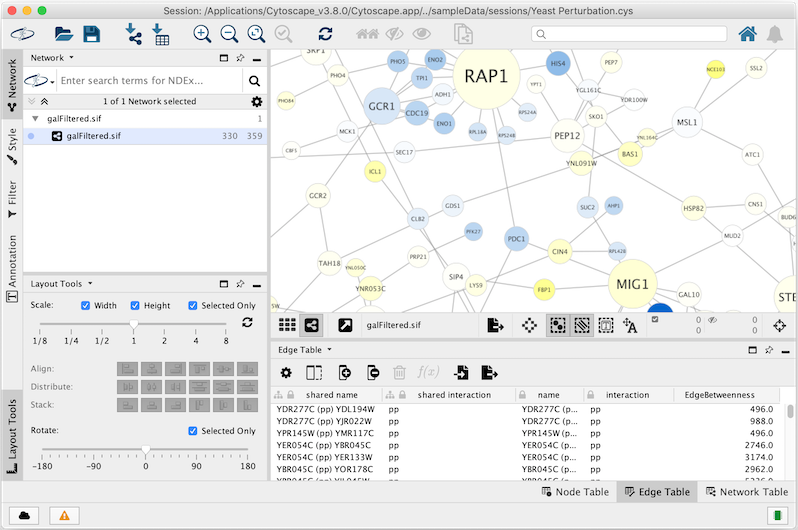 Session: /Applications/Cytoscape_v3.8.0/Cytoscape.app/../sampleData/sessions/Yeast Perturbation.cys
Network
Enter search terms for NDEx...
1 of 1 Network selected
galFiltered.sif 1
galFiltered.sif 330 359
Network
Style
Filter
Annotation
Layout Tools
Layout Tools
Scale: Width Height Selected Only
1/8 1/4 1/2 1 2 4 8
Align:
Distribute:
Stack:
Rotate: Selected Only
-180 -90 0 90 180
SRP1
PHO5
END2
RAP1
HIS4
PEP7
NCE103
SSL2
PHO4
TPI1
ADH1
YPT1
YGL161C
YDR100W
PHO84
GCR1
CDC19
ENO1
RPS24A
SKO1
MSL1
MCK1
RPL18A
RPS24B
PEP12
YNL164C
CBF5
SEC17
YNL091W
BAS1
ATC1
ICL1
GCR2
GDS1
CLB2
SUC2
AHP1
HSP82
CNS1
BUD6
PYK27
PDC1
MUD2
TAH18
YNL050C
PRP21
CIN4
RPL42B
YNR053C
SIP4
LYS9
FBP1
MIG1
GAL10
STE
galFiltered.sif
0 0
0 0
Edge Table
f(x)
shared name shared interaction name interaction EdgeBetweenness
YDR277C (pp) YDL194W pp YDR277C (p... pp 496.0
YDR277C (pp) YJR022W pp YDR277C (p... pp 988.0
YPR145W (pp) YMR117C pp YPR145W (p... pp 496.0
YER054C (pp) YBR045C pp YER054C (p... pp 2746.0
YER054C (pp) YER133W pp YER054C (p... pp 3174.0
YBR045C (pp) YOR178C pp YBR045C (p... pp 2962.0
Node Table Edge Table Network Table